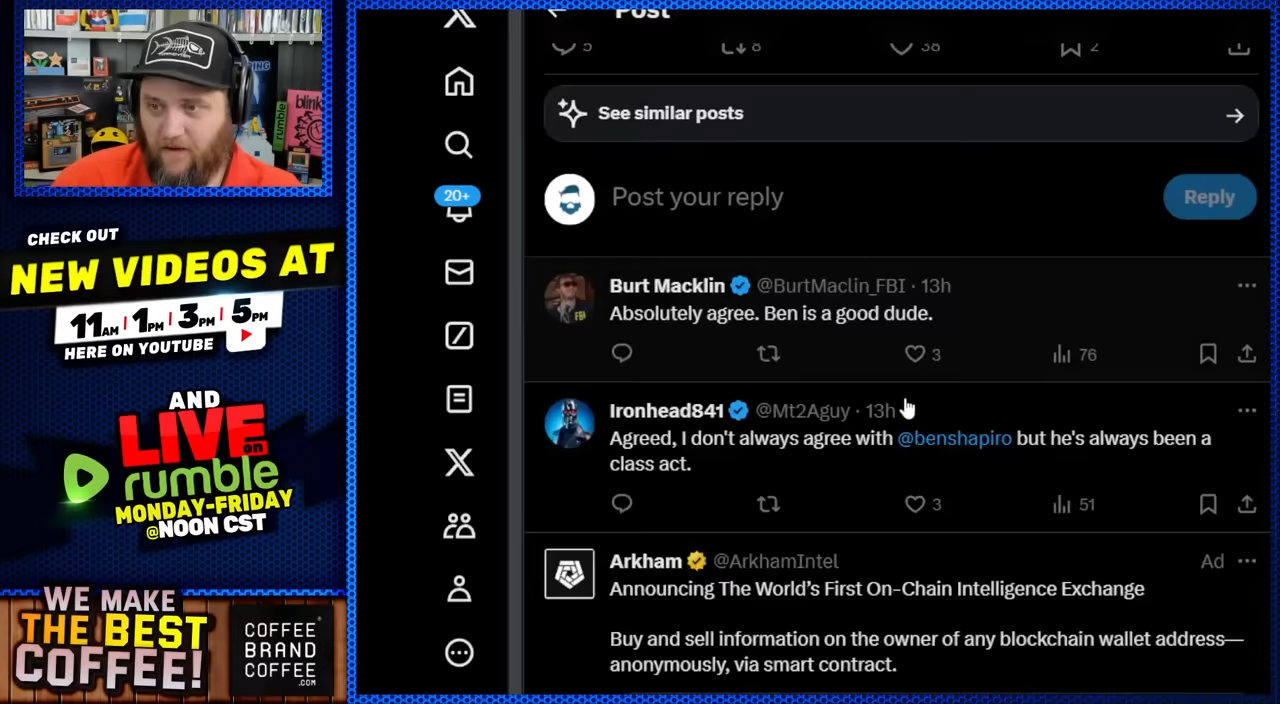 Post
5
8
38
2
See similar posts
Post your reply
Reply
20+
Burt Macklin @BurtMaclin_FBI · 13h
Absolutely agree. Ben is a good dude.
3
76
Ironhead841 @Mt2Aguy · 13h
Agreed, I don't always agree with @benshapiro but he's always been a
class act.
3
51
Arkham @ArkhamIntel
Ad
Announcing The World's First On-Chain Intelligence Exchange
Buy and sell information on the owner of any blockchain wallet address—
anonymously, via smart contract.
rumble
blink
FBI
CHECK OUT
NEW VIDEOS AT
11AM | 1PM | 3PM | 5PM
HERE ON YOUTUBE
AND
LIVE on
rumble
MONDAY-FRIDAY
@NOON CST
WE MAKE
THE BEST
COFFEE!
COFFEE
BRAND
COFFEE
.COM